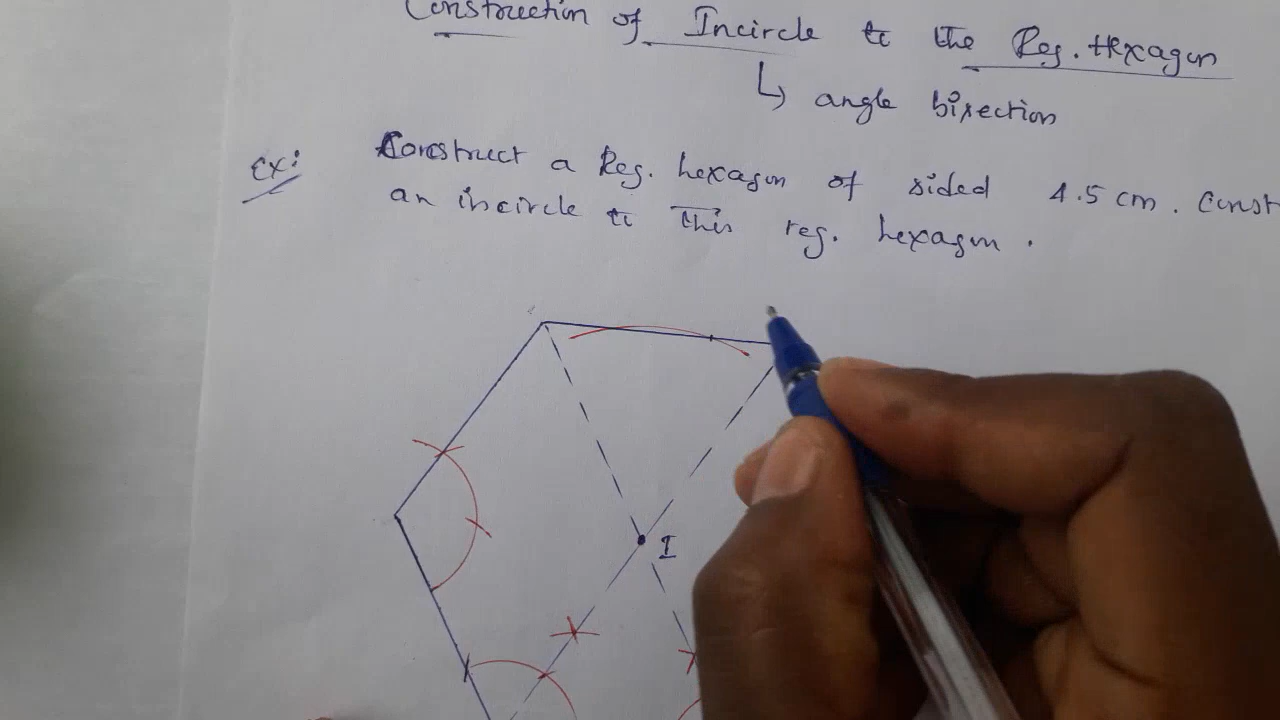 Construction of Incircle to the Reg. Hexagon
↳ angle bisection
Ex: Construct a Reg. hexagon of sided 4.5 cm. Const
an incircle to this reg. hexagon.
I